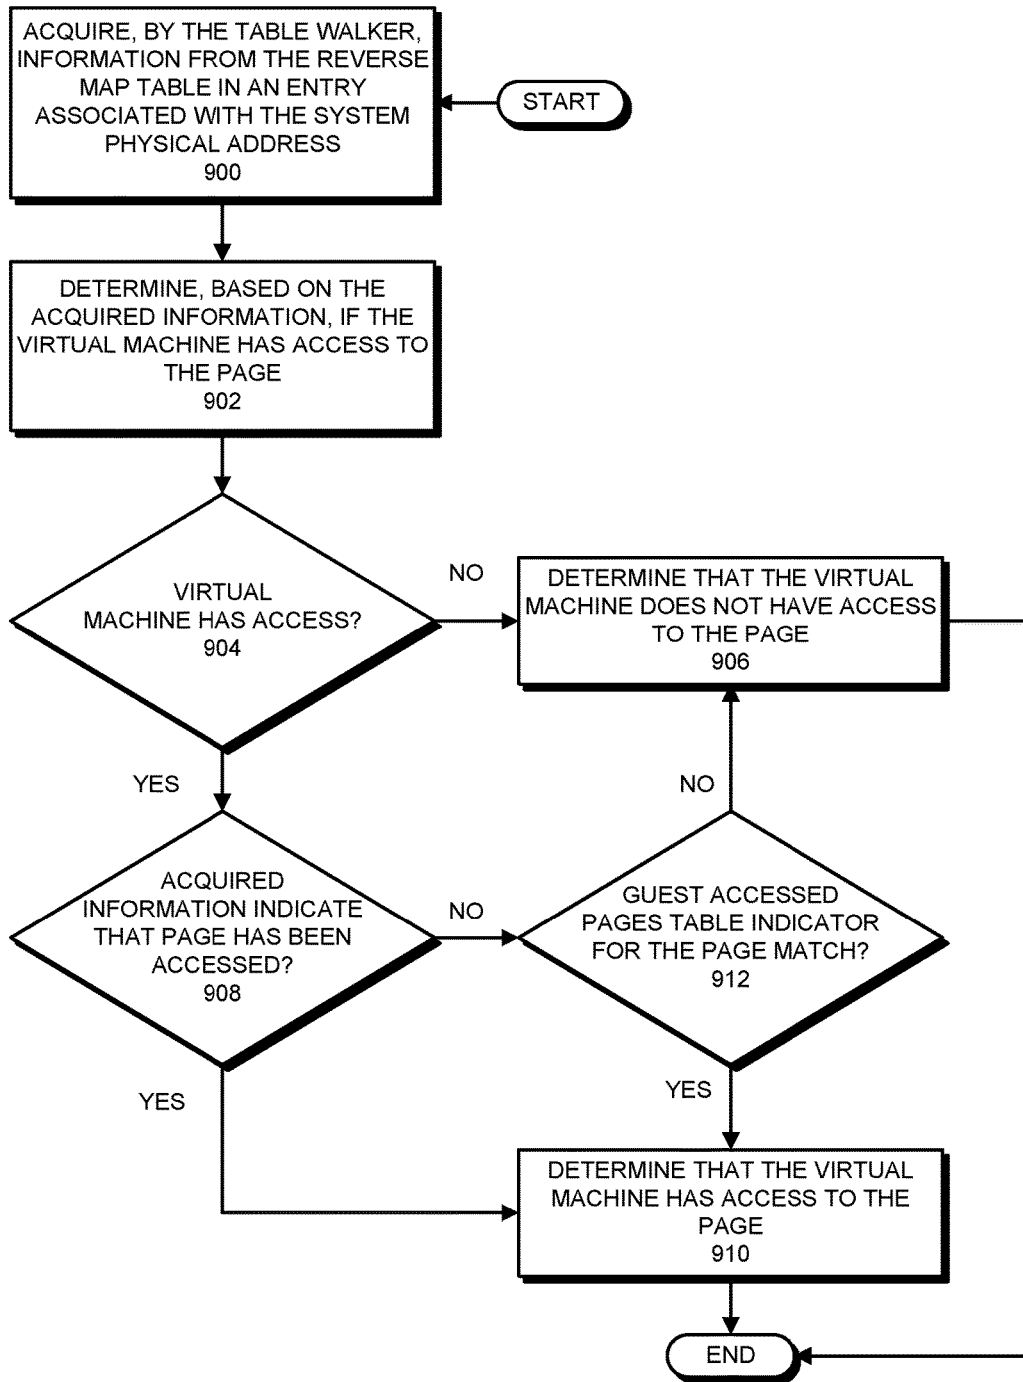 ACQUIRE, BY THE TABLE WALKER,
INFORMATION FROM THE REVERSE
MAP TABLE IN AN ENTRY
ASSOCIATED WITH THE SYSTEM
PHYSICAL ADDRESS
900
START
DETERMINE, BASED ON THE
ACQUIRED INFORMATION, IF THE
VIRTUAL MACHINE HAS ACCESS TO
THE PAGE
902
VIRTUAL
MACHINE HAS ACCESS?
904
NO
DETERMINE THAT THE VIRTUAL
MACHINE DOES NOT HAVE ACCESS
TO THE PAGE
906
YES
NO
ACQUIRED
INFORMATION INDICATE
THAT PAGE HAS BEEN
ACCESSED?
908
NO
GUEST ACCESSED
PAGES TABLE INDICATOR
FOR THE PAGE MATCH?
912
YES
YES
DETERMINE THAT THE VIRTUAL
MACHINE HAS ACCESS TO THE
PAGE
910
END